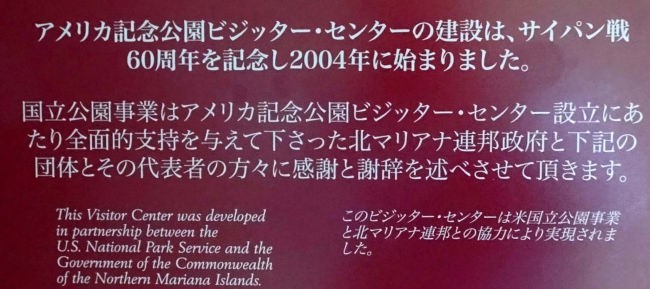 アメリカ記念公園ビジッター・センターの建設は、サイパン戦
60周年を記念し2004年に始まりました。
国立公園事業はアメリカ記念公園ビジッター・センター設立にあ
たり全面的支持を与えて下さった北マリアナ連邦政府と下記の
団体とその代表者の方々に感謝と謝辞を述べさせて頂きます。
This Visitor Center was developed
in partnership between the
U.S. National Park Service and the
Government of the Commonwealth
of the Northern Mariana Islands.
このビジッター・センターは米国立公園事業
と北マリアナ連邦との協力により実現されま
した。